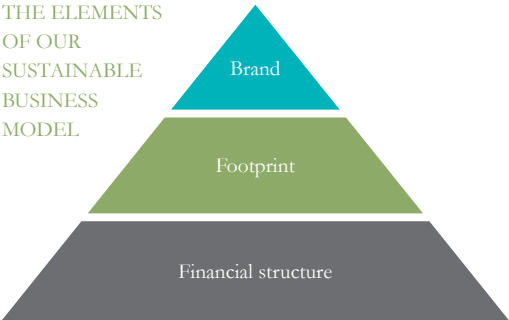 THE ELEMENTS
OF OUR
SUSTAINABLE
BUSINESS
MODEL
Brand
Footprint
Financial structure